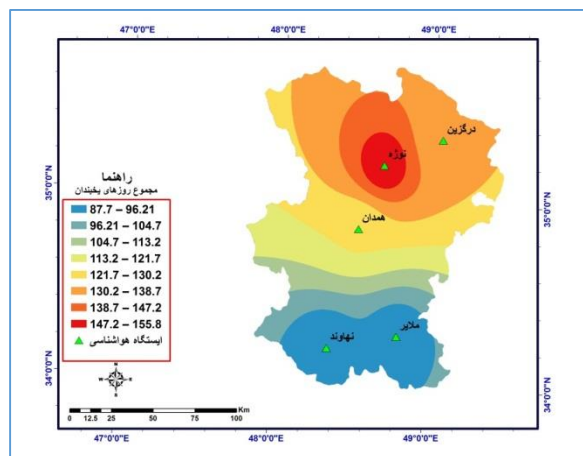 47°0'0"E 48°0'0"E 49°0'0"E
درگزین
نوژه
35°0'0"N
35°0'0"N
همدان
راهنما
مجموع روزهای یخبندان
87.7 – 96.21
96.21 – 104.7
104.7 – 113.2
113.2 – 121.7
121.7 – 130.2
130.2 – 138.7
138.7 – 147.2
147.2 – 155.8
ایستگاه هواشناسی
ملایر
نهاوند
34°0'0"N
34°0'0"N
0 12.5 25 50 75 100
Km
47°0'0"E 48°0'0"E 49°0'0"E